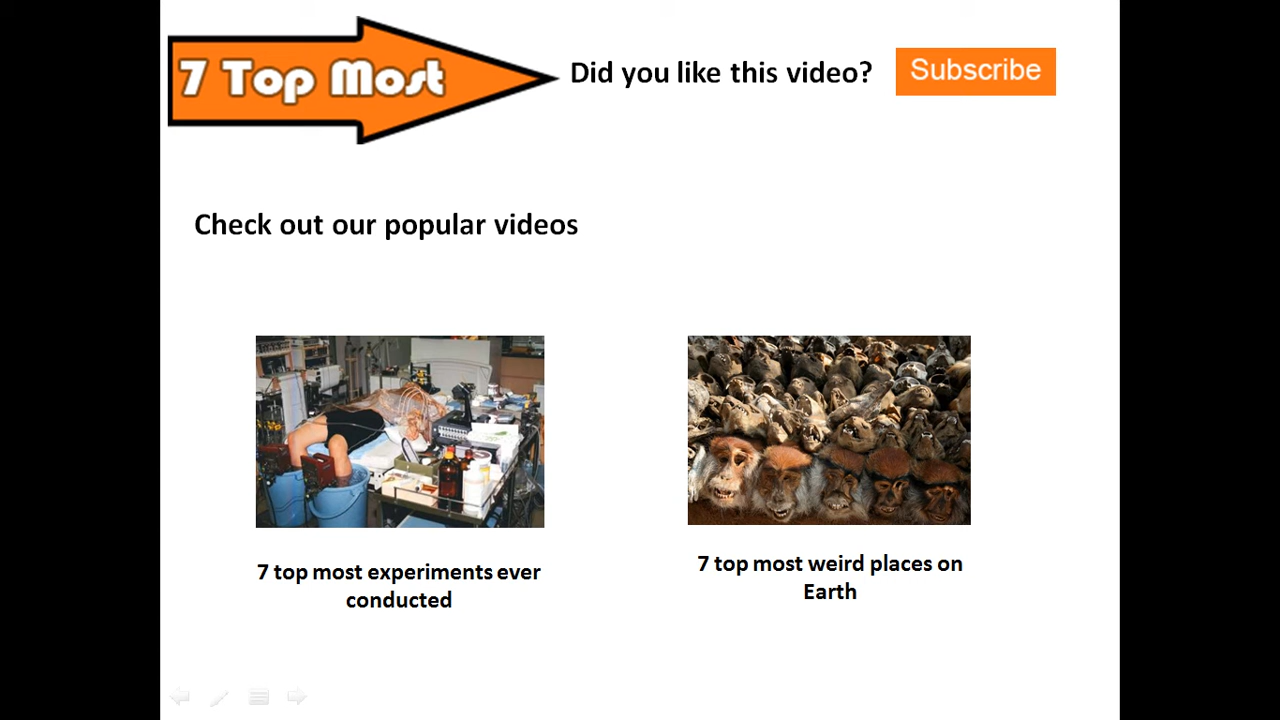 7 Top Most
Did you like this video?
Subscribe
Check out our popular videos
7 top most experiments ever
conducted
7 top most weird places on
Earth